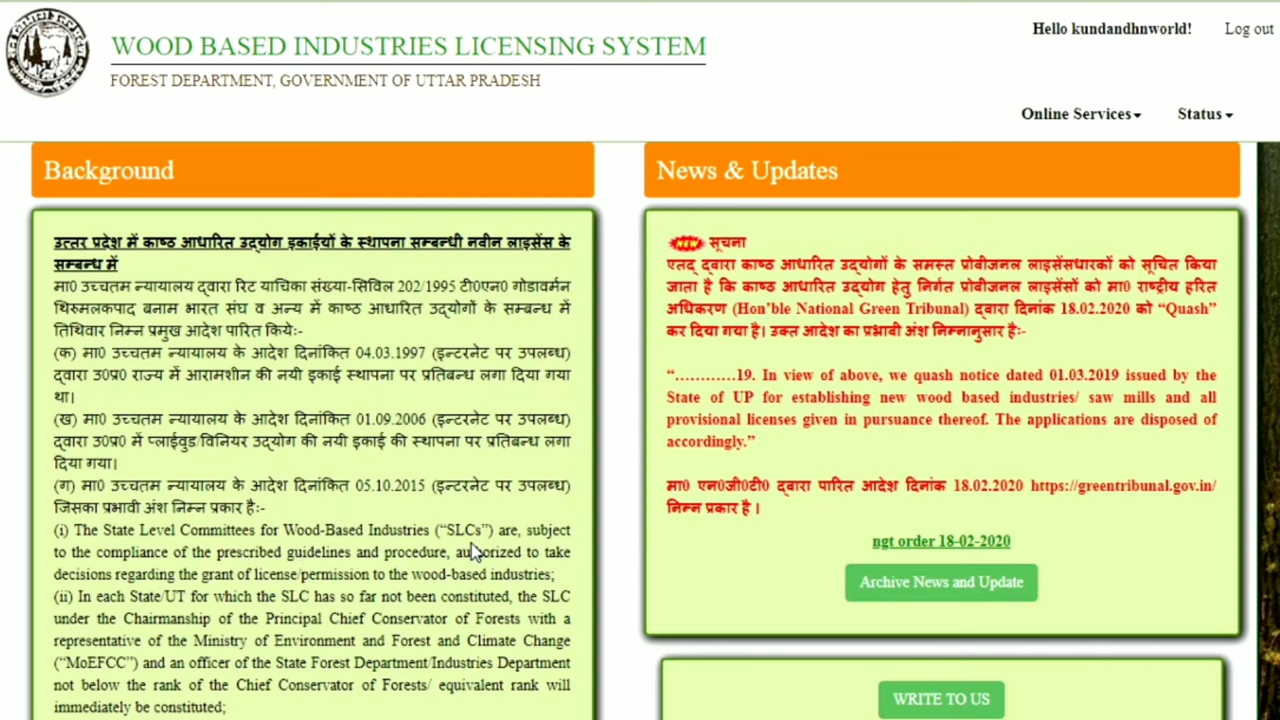 Hello kundandhnworld!
Log out
WOOD BASED INDUSTRIES LICENSING SYSTEM
FOREST DEPARTMENT, GOVERNMENT OF UTTAR PRADESH
Online Services
Status
Background
उत्तर प्रदेश में काष्ठ आधारित उद्योग इकाईयों के स्थापना सम्बन्धी नवीन लाइसेंस के
सम्बन्ध में
मा0 उच्चतम न्यायालय द्वारा रिट याचिका संख्या-सिविल 202/1995 टी0एन0 गोडावर्मन
थिरुमलकपाद बनाम भारत संघ व अन्य में काष्ठ आधारित उद्योगों के सम्बन्ध में
तिथिवार निम्न प्रमुख आदेश पारित किये:-
(क) मा0 उच्चतम न्यायालय के आदेश दिनांकित 04.03.1997 (इन्टरनेट पर उपलब्ध)
द्वारा उ0प्र0 राज्य में आरामशीन की नयी इकाई स्थापना पर प्रतिबन्ध लगा दिया गया
था।
(ख) मा0 उच्चतम न्यायालय के आदेश दिनांकित 01.09.2006 (इन्टरनेट पर उपलब्ध)
द्वारा उ0प्र0 में प्लाईवुड/विनियर उद्योग की नयी इकाई की स्थापना पर प्रतिबन्ध लगा
दिया गया।
(ग) मा0 उच्चतम न्यायालय के आदेश दिनांकित 05.10.2015 (इन्टरनेट पर उपलब्ध)
जिसका प्रभावी अंश निम्न प्रकार है:-
(i) The State Level Committees for Wood-Based Industries (“SLCs”) are, subject
to the compliance of the prescribed guidelines and procedure, authorized to take
decisions regarding the grant of license/permission to the wood-based industries;
(ii) In each State/UT for which the SLC has so far not been constituted, the SLC
under the Chairmanship of the Principal Chief Conservator of Forests with a
representative of the Ministry of Environment and Forest and Climate Change
(“MoEFCC”) and an officer of the State Forest Department/Industries Department
not below the rank of the Chief Conservator of Forests/ equivalent rank will
immediately be constituted;
News & Updates
NEW सूचना
एतद् द्वारा काष्ठ आधारित उद्योगों के समस्त प्रोवीजनल लाइसेंसधारकों को सूचित किया
जाता है कि काष्ठ आधारित उद्योग हेतु निर्गत प्रोवीजनल लाइसेंसों को मा0 राष्ट्रीय हरित
अधिकरण (Hon'ble National Green Tribunal) द्वारा दिनांक 18.02.2020 को “Quash”
कर दिया गया है। उक्त आदेश का प्रभावी अंश निम्नानुसार है:-
“…………19. In view of above, we quash notice dated 01.03.2019 issued by the
State of UP for establishing new wood based industries/ saw mills and all
provisional licenses given in pursuance thereof. The applications are disposed of
accordingly.”
मा0 एन0जी0टी0 द्वारा पारित आदेश दिनांक 18.02.2020 https://greentribunal.gov.in/
निम्न प्रकार है ।
ngt order 18-02-2020
Archive News and Update
WRITE TO US